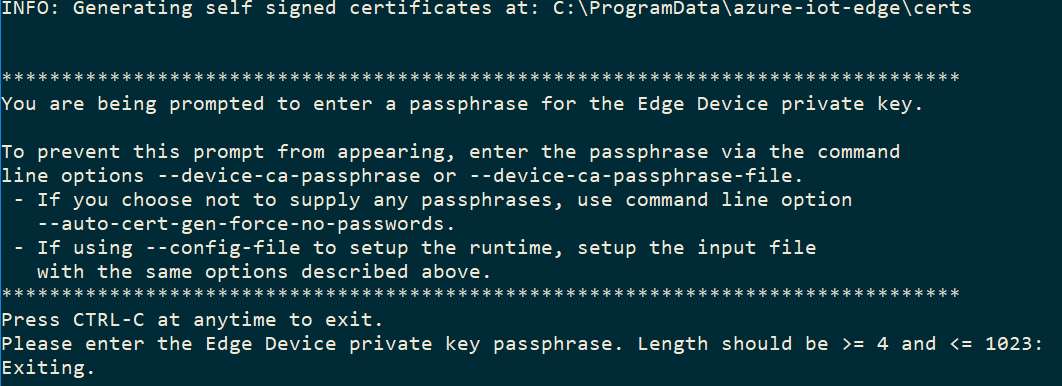 INFO: Generating self signed certificates at: C:\ProgramData\azure-iot-edge\certs
********************************************************************************
You are being prompted to enter a passphrase for the Edge Device private key.
To prevent this prompt from appearing, enter the passphrase via the command
line options --device-ca-passphrase or --device-ca-passphrase-file.
- If you choose not to supply any passphrases, use command line option
--auto-cert-gen-force-no-passwords.
- If using --config-file to setup the runtime, setup the input file
with the same options described above.
********************************************************************************
Press CTRL-C at anytime to exit.
Please enter the Edge Device private key passphrase. Length should be >= 4 and <= 1023:
Exiting.